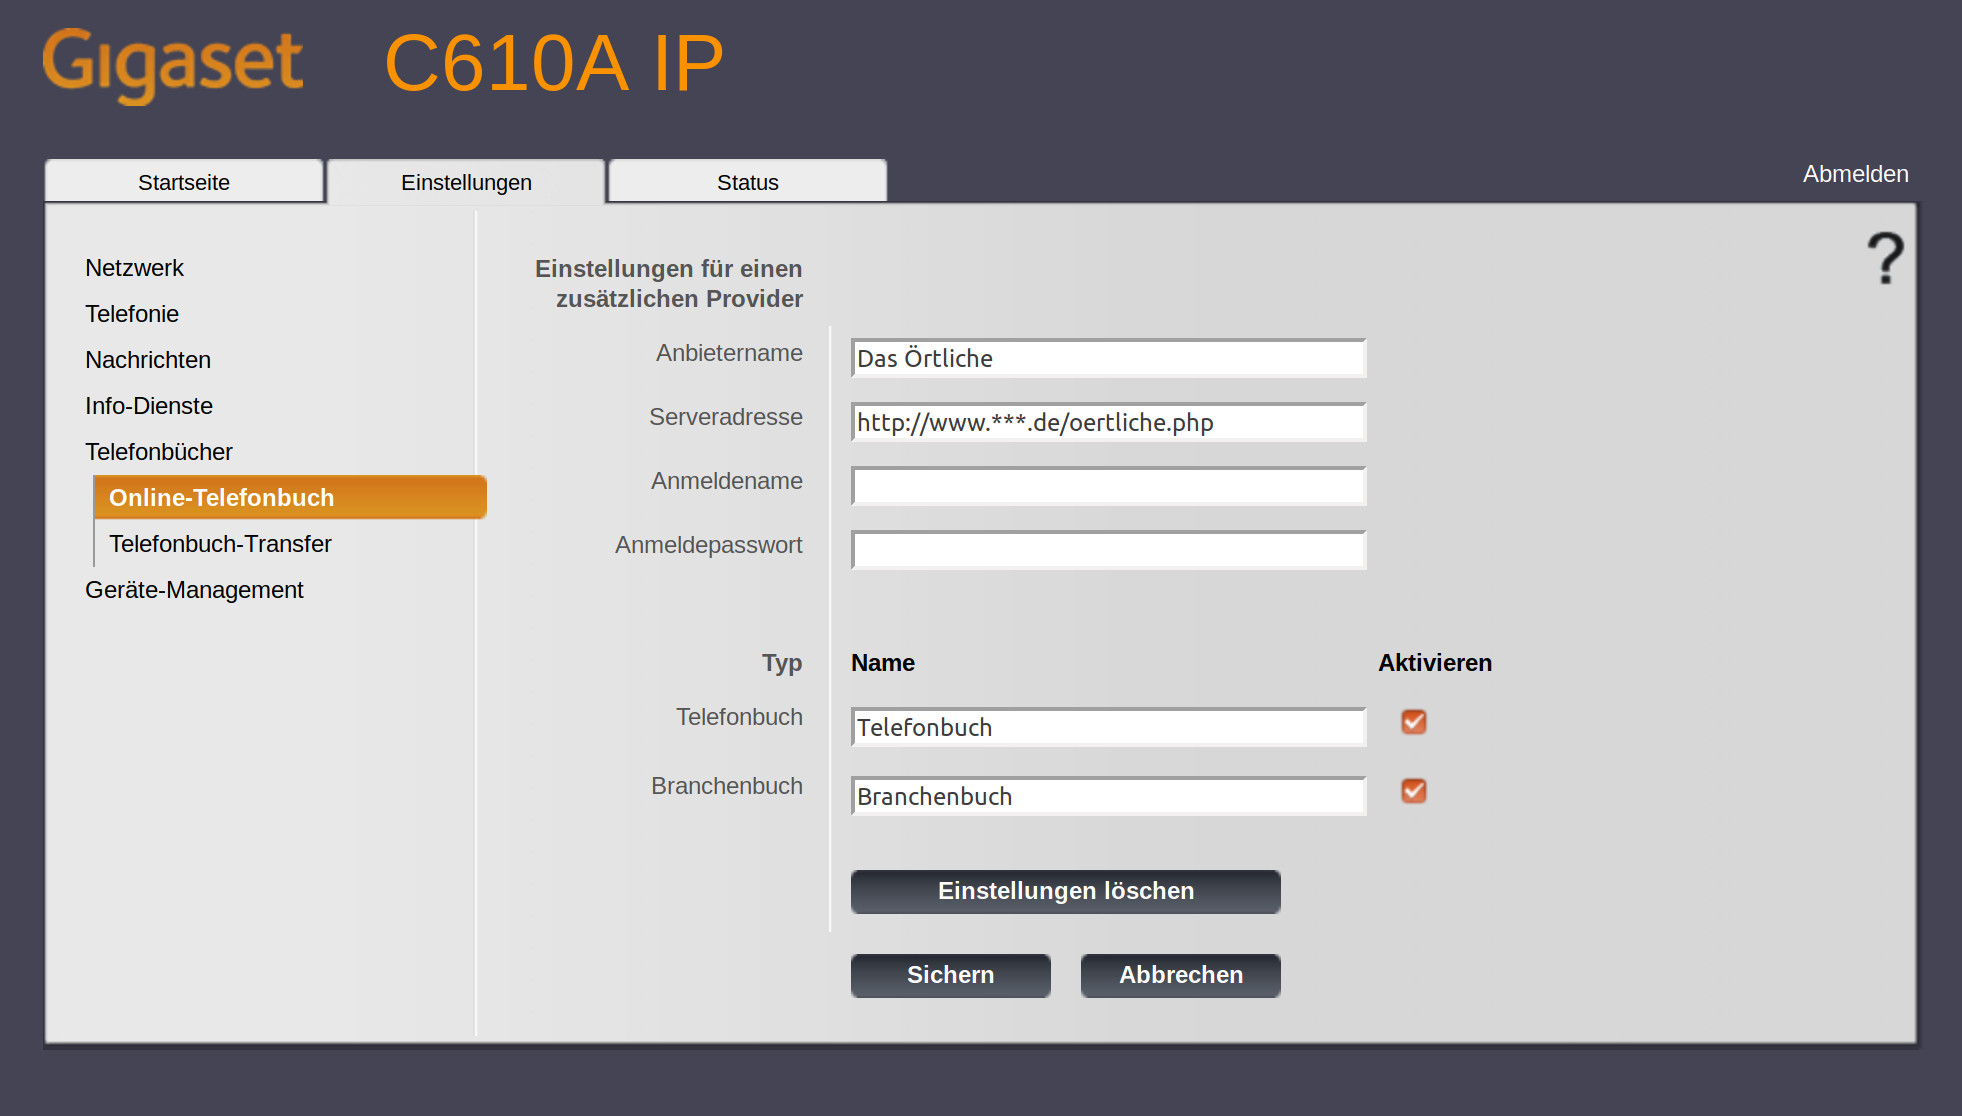 Gigaset C610A IP
Startseite Einstellungen Status Abmelden
?
Netzwerk
Telefonie
Nachrichten
Info-Dienste
Telefonbücher
Online-Telefonbuch
Telefonbuch-Transfer
Geräte-Management
Einstellungen für einen
zusätzlichen Provider
Anbietername Das Örtliche
Serveradresse http://www.***.de/oertliche.php
Anmeldename
Anmeldepasswort
Typ Name Aktivieren
Telefonbuch Telefonbuch
Branchenbuch Branchenbuch
Einstellungen löschen
Sichern Abbrechen